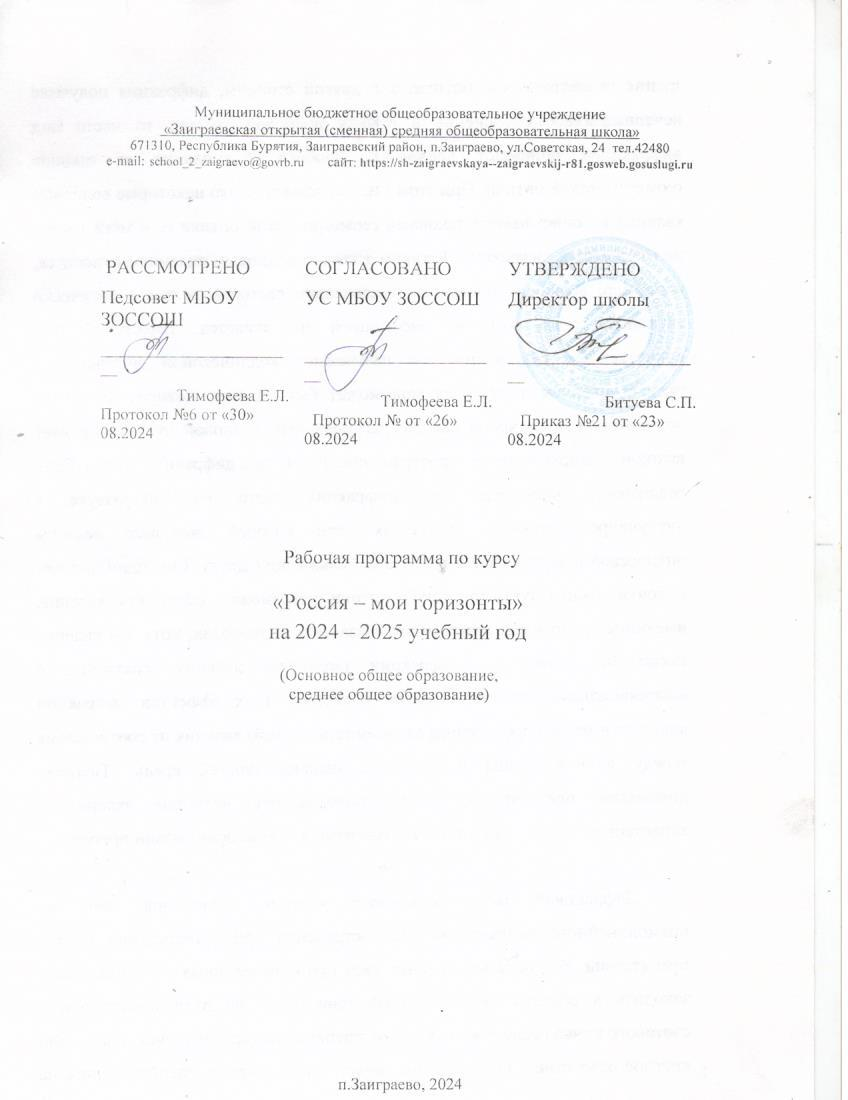 Муниципальное бюджетное общеобразовательное учреждение
«Заиграевская открытая (сменная) средняя общеобразовательная школа»
671310, Республика Бурятия, Заиграевский район, п.Заиграево, ул.Советская, 24 тел.42480
e-mail: school_2_zaigraevo@govrb.ru сайт: https://sh-zaigraevskaya--zaigraevskij-r81.gosweb.gosuslugi.ru
РАССМОТРЕНО
Педсовет МБОУ
ЗОССОШ
Тимофеева Е.Л.
Протокол №6 от «30»
08.2024
СОГЛАСОВАНО
УС МБОУ ЗОССОШ
Тимофеева Е.Л.
Протокол № от «26»
08.2024
УТВЕРЖДЕНО
Директор школы
Битуева С.П.
Приказ №21 от «23»
08.2024
Рабочая программа по курсу
«Россия – мои горизонты»
на 2024 – 2025 учебный год
(Основное общее образование,
среднее общее образование)
п.Заиграево, 2024